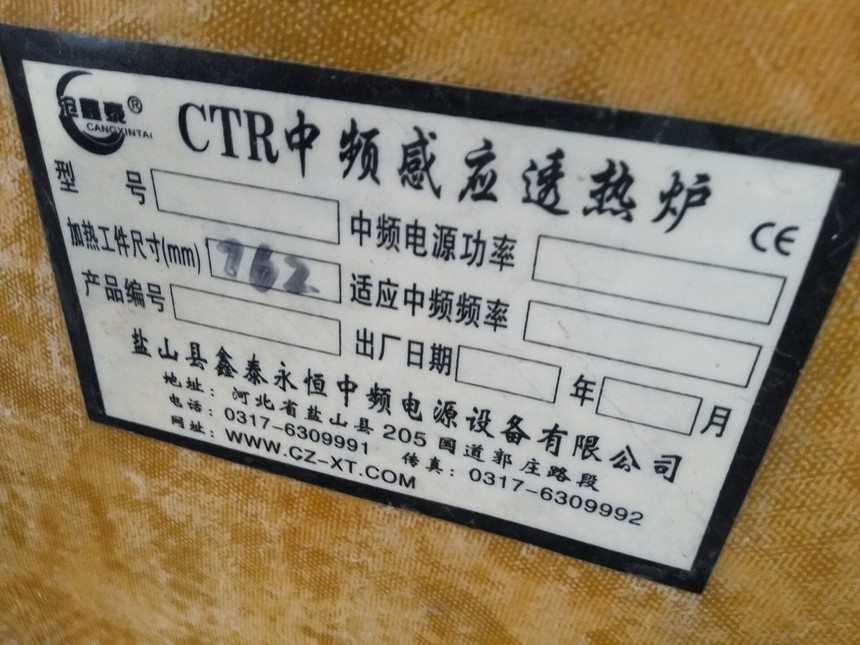 鑫泰®
CANGXINTAI
CTR中频感应透热炉
CE
型 号 中频电源功率
加热工件尺寸(mm) 762 适应中频频率
产品编号 出厂日期 年 月
盐山县鑫泰永恒中频电源设备有限公司
地址：河北省盐山县205国道郭庄路段
电话：0317-6309991 传真：0317-6309992
网址：WWW.CZ-XT.COM